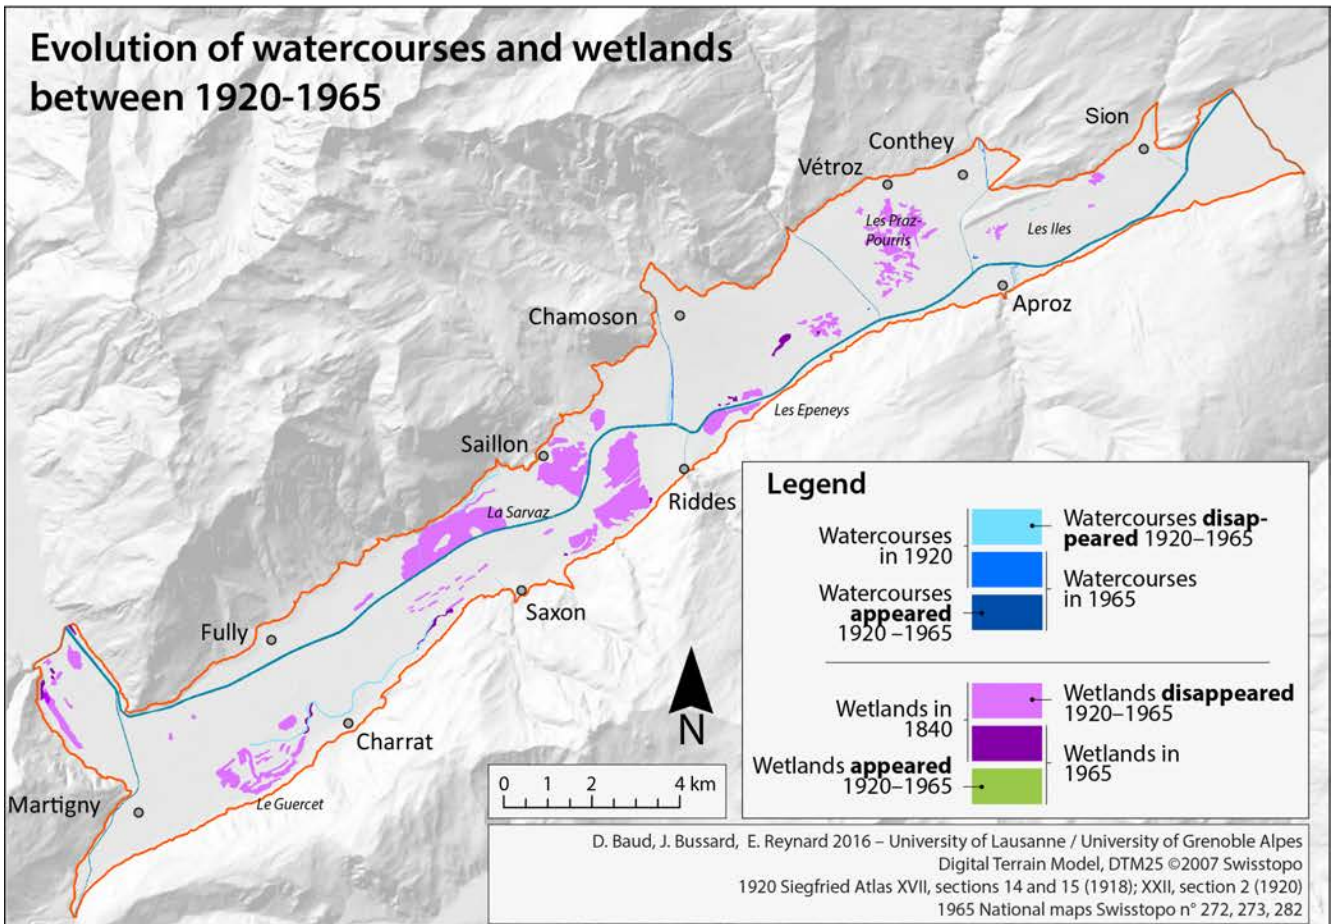 Evolution of watercourses and wetlands
between 1920-1965
Sion
Conthey
Vétroz
Les Praz-
Pourris
Les Iles
Aproz
Chamoson
Les Epeneys
Saillon
Riddes
La Sarvaz
Saxon
Fully
Charrat
Le Guercet
Martigny
N
0 1 2 4 km
Legend
Watercourses
in 1920
Watercourses disap-
peared 1920–1965
Watercourses
appeared
1920 –1965
Watercourses
in 1965
Wetlands in
1840
Wetlands disappeared
1920–1965
Wetlands appeared
1920–1965
Wetlands in
1965
D. Baud, J. Bussard, E. Reynard 2016 – University of Lausanne / University of Grenoble Alpes
Digital Terrain Model, DTM25 ©2007 Swisstopo
1920 Siegfried Atlas XVII, sections 14 and 15 (1918); XXII, section 2 (1920)
1965 National maps Swisstopo n° 272, 273, 282